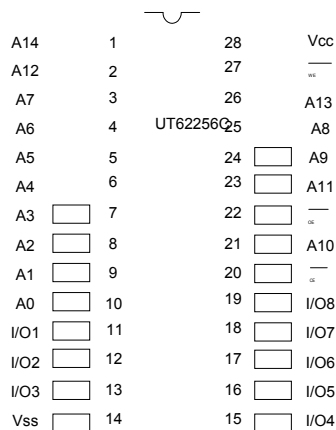 A14 1 28 Vcc
A12 2 27 WE
A7 3 26 A13
A6 4 UT62256C 25 A8
A5 5 24 A9
A4 6 23 A11
A3 7 22 OE
A2 8 21 A10
A1 9 20 CE
A0 10 19 I/O8
I/O1 11 18 I/O7
I/O2 12 17 I/O6
I/O3 13 16 I/O5
Vss 14 15 I/O4